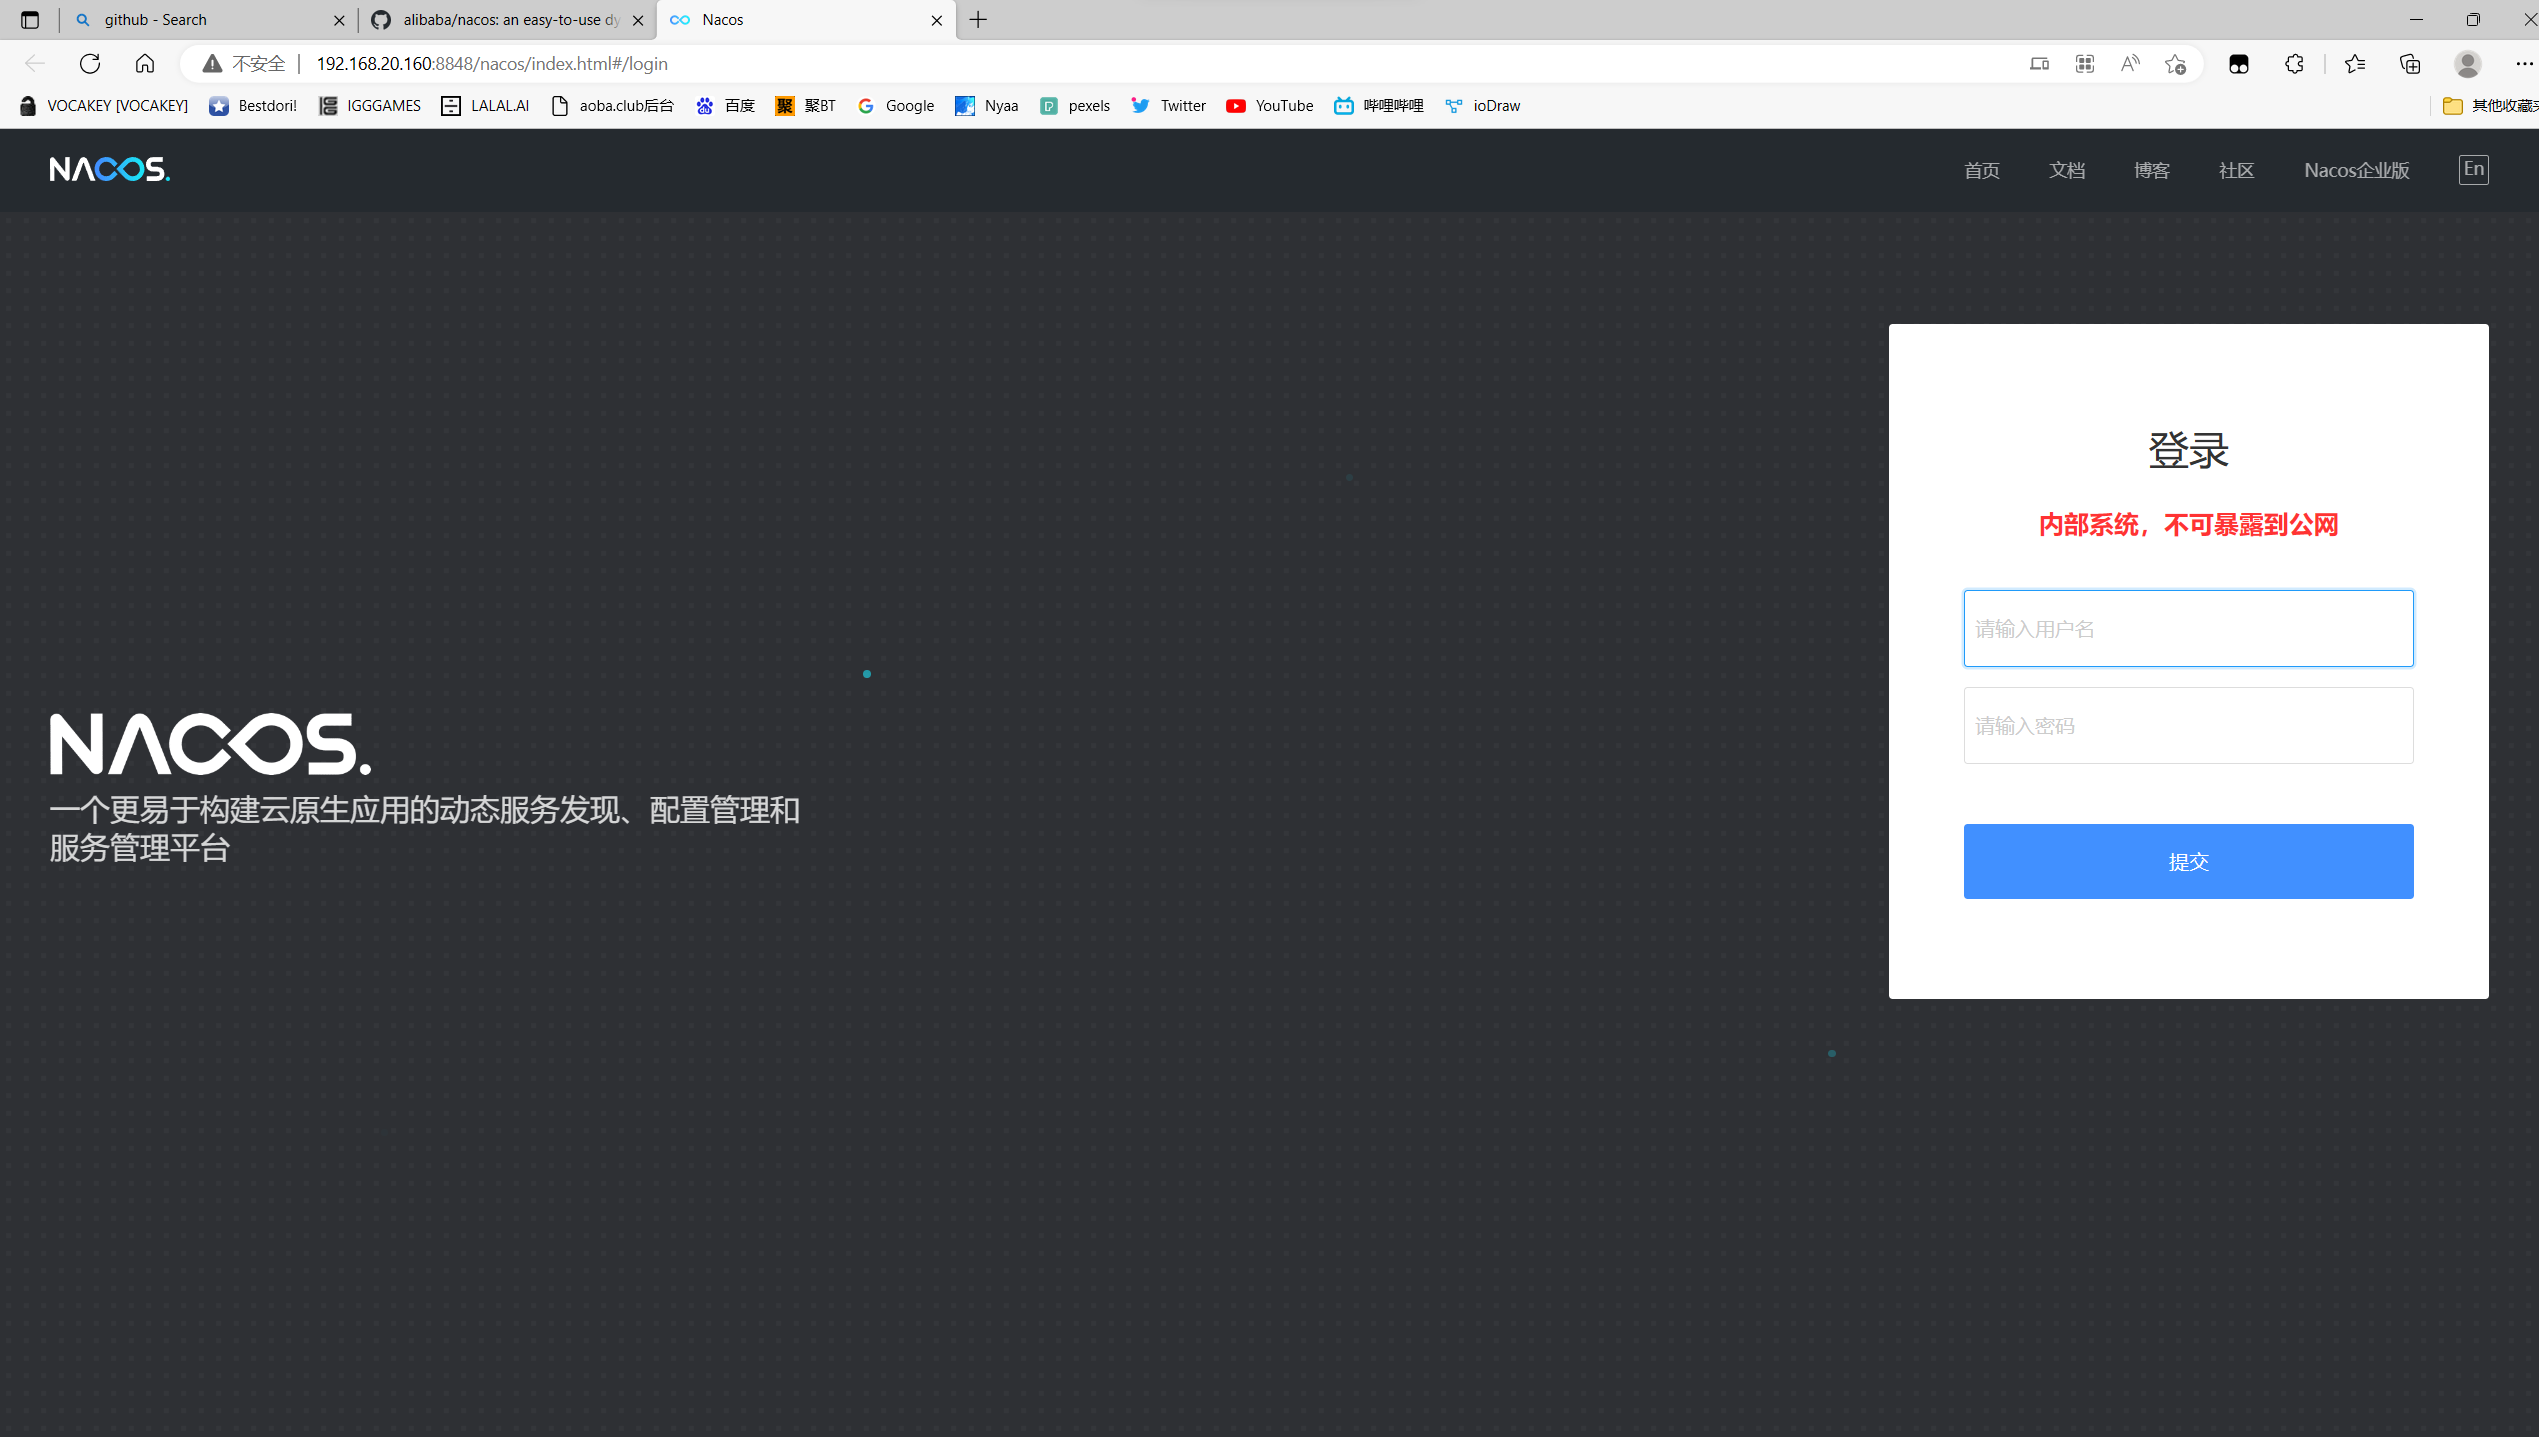 github - Search
alibaba/nacos: an easy-to-use dy
Nacos
不安全
192.168.20.160:8848/nacos/index.html#/login
VOCAKEY [VOCAKEY]
Bestdori!
IGGGAMES
LALAL.AI
aoba.club后台
百度
聚BT
Google
Nyaa
pexels
Twitter
YouTube
哔哩哔哩
ioDraw
其他收藏夹
NACOS.
首页
文档
博客
社区
Nacos企业版
En
登录
内部系统，不可暴露到公网
请输入用户名
请输入密码
提交
NACOS.
一个更易于构建云原生应用的动态服务发现、配置管理和
服务管理平台